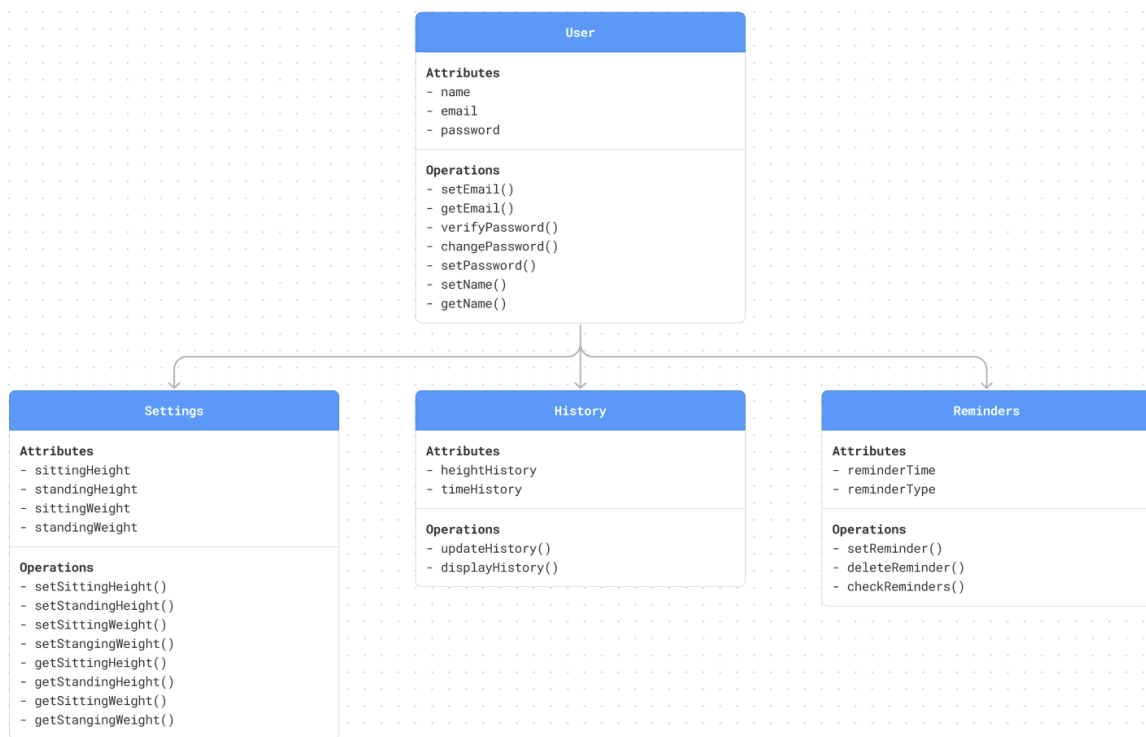 User
Attributes
- name
- email
- password
Operations
- setEmail()
- getEmail()
- verifyPassword()
- changePassword()
- setPassword()
- setName()
- getName()
Settings
Attributes
- sittingHeight
- standingHeight
- sittingWeight
- standingWeight
Operations
- setSittingHeight()
- setStandingHeight()
- setSittingWeight()
- setStangingWeight()
- getSittingHeight()
- getStandingHeight()
- getSittingWeight()
- getStangingWeight()
History
Attributes
- heightHistory
- timeHistory
Operations
- updateHistory()
- displayHistory()
Reminders
Attributes
- reminderTime
- reminderType
Operations
- setReminder()
- deleteReminder()
- checkReminders()